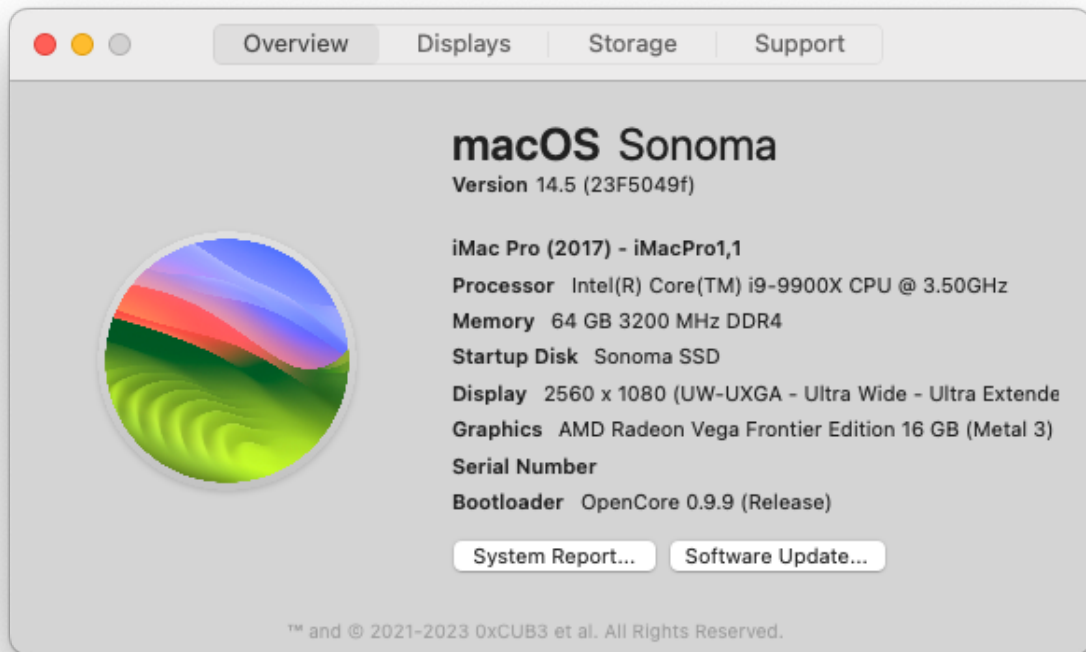 Overview Displays Storage Support
macOS Sonoma
Version 14.5 (23F5049f)
iMac Pro (2017) - iMacPro1,1
Processor Intel(R) Core(TM) i9-9900X CPU @ 3.50GHz
Memory 64 GB 3200 MHz DDR4
Startup Disk Sonoma SSD
Display 2560 x 1080 (UW-UXGA - Ultra Wide - Ultra Extende
Graphics AMD Radeon Vega Frontier Edition 16 GB (Metal 3)
Serial Number
Bootloader OpenCore 0.9.9 (Release)
System Report... Software Update...
™ and © 2021-2023 0xCUB3 et al. All Rights Reserved.